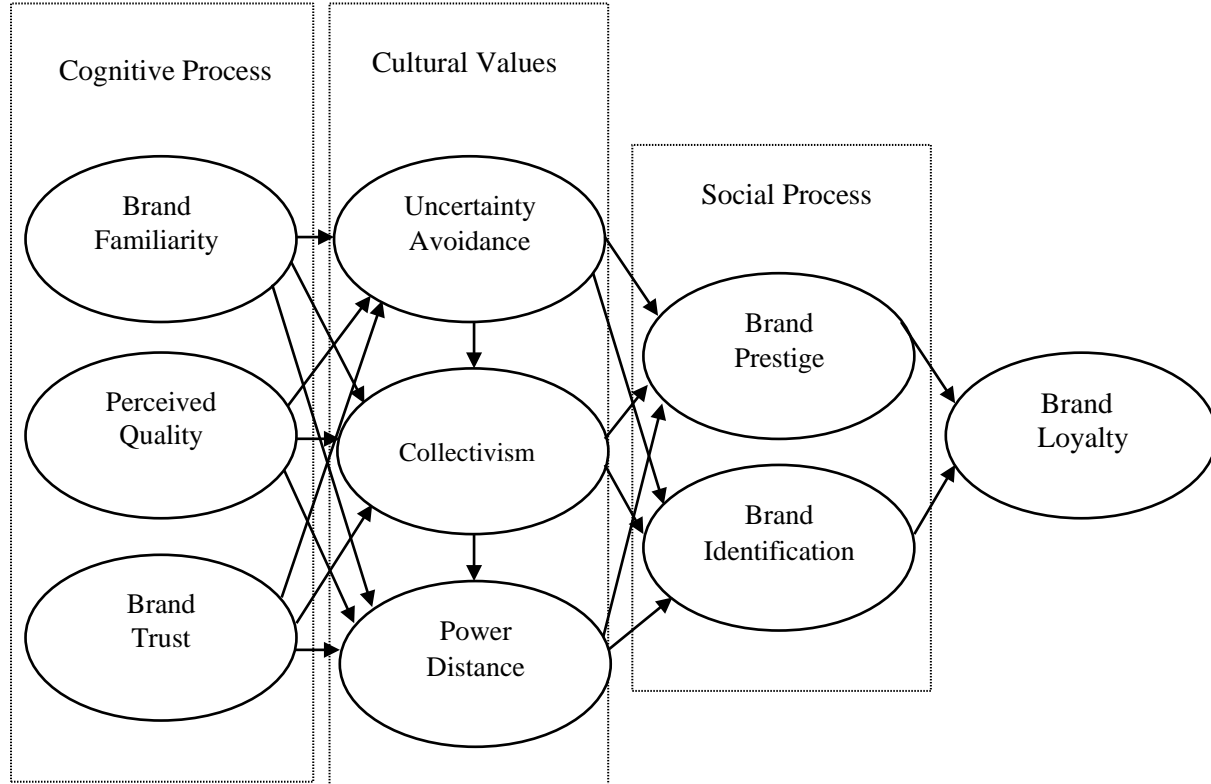 Cognitive Process
Brand
Familiarity
Perceived
Quality
Brand
Trust
Cultural Values
Uncertainty
Avoidance
Collectivism
Power
Distance
Social Process
Brand
Prestige
Brand
Identification
Brand
Loyalty